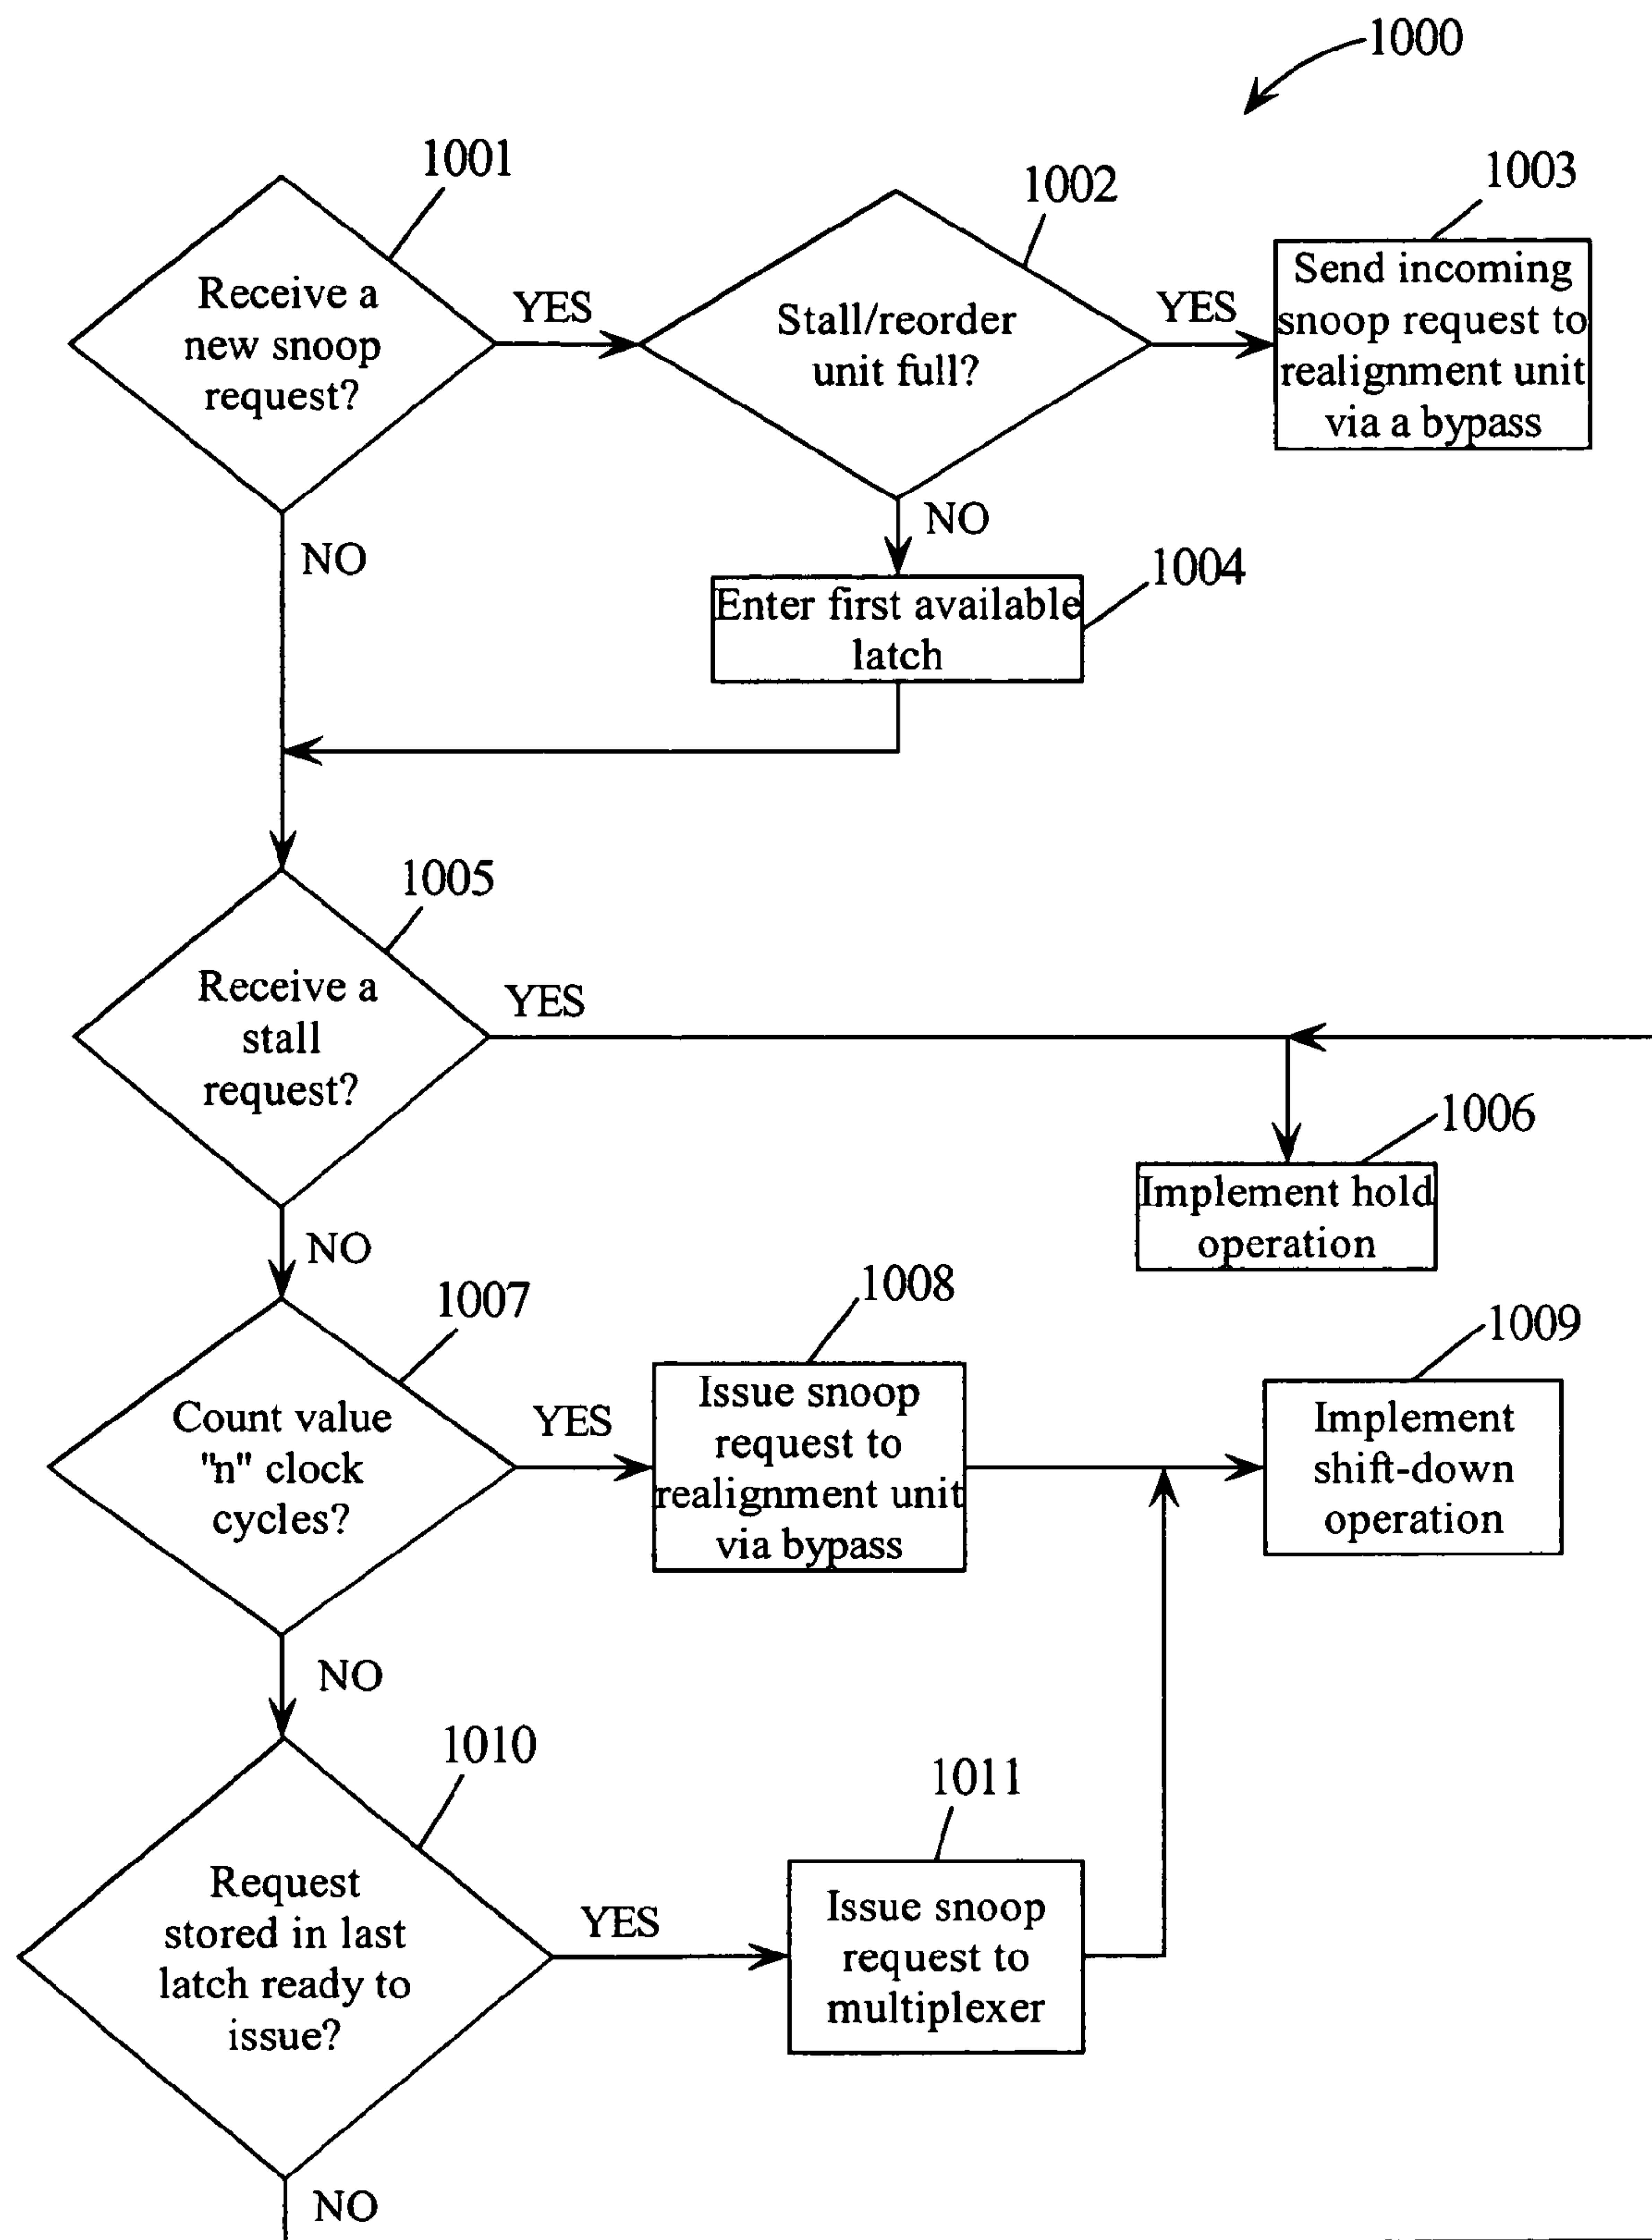 1000
1001
Receive a
new snoop
request?
YES
1002
Stall/reorder
unit full?
YES
1003
Send incoming
snoop request to
realignment unit
via a bypass
NO
NO
1004
Enter first available
latch
1005
Receive a
stall
request?
YES
1006
Implement hold
operation
NO
1007
Count value
"n" clock
cycles?
YES
1008
Issue snoop
request to
realignment unit
via bypass
1009
Implement
shift-down
operation
NO
1010
Request
stored in last
latch ready to
issue?
YES
1011
Issue snoop
request to
multiplexer
NO